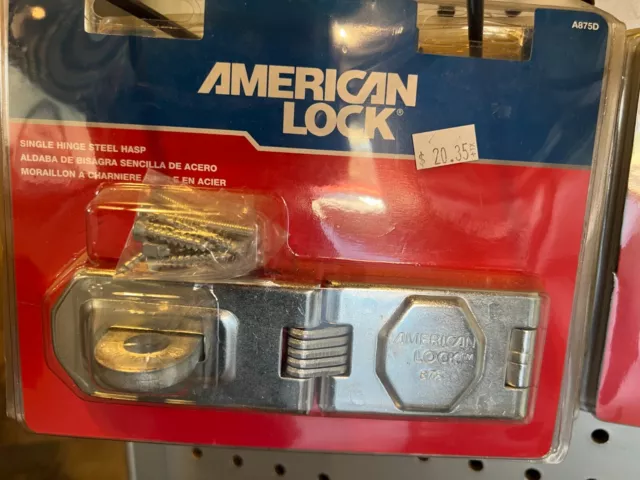 A875D
AMERICAN
LOCK®
$ 20.35
SINGLE HINGE STEEL HASP
ALDABA DE BISAGRA SENCILLA DE ACERO
MORAILLON A CHARNIERE EN ACIER
AMERICAN
LOCK™